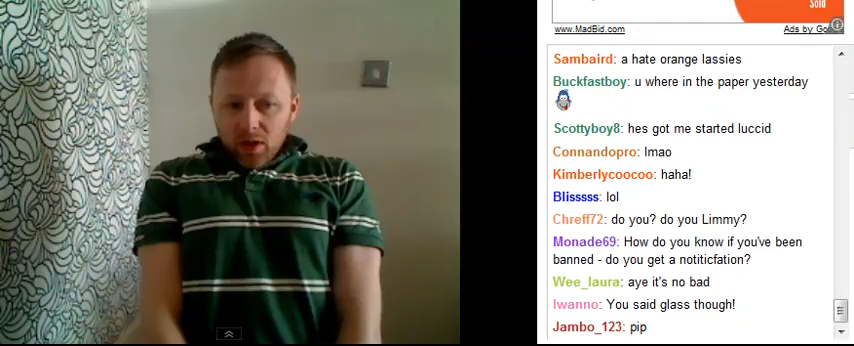 Sold
www.MadBid.com
Ads by Goo
Sambaird: a hate orange lassies
Buckfastboy: u where in the paper yesterday
Scottyboy8: hes got me started luccid
Connandopro: lmao
Kimberlycoocoo: haha!
Blisssss: lol
Chreff72: do you? do you Limmy?
Monade69: How do you know if you've been
banned - do you get a notiticfation?
Wee_laura: aye it's no bad
Iwanno: You said glass though!
Jambo_123: pip